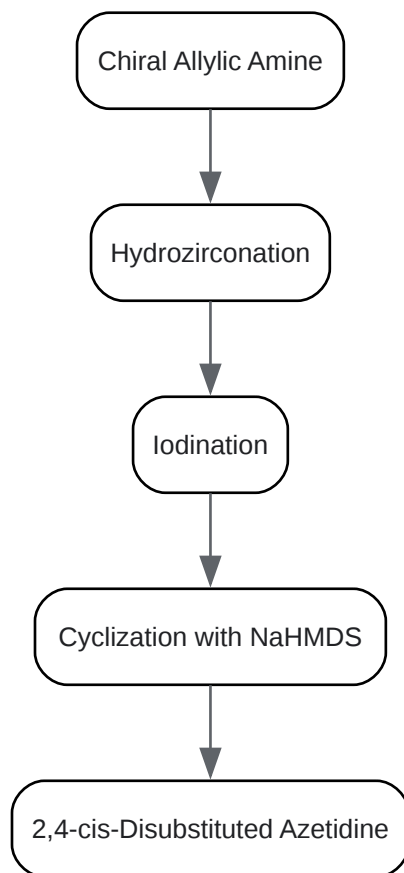 Chiral Allylic Amine
Hydrozirconation
Iodination
Cyclization with NaHMDS
2,4-cis-Disubstituted Azetidine